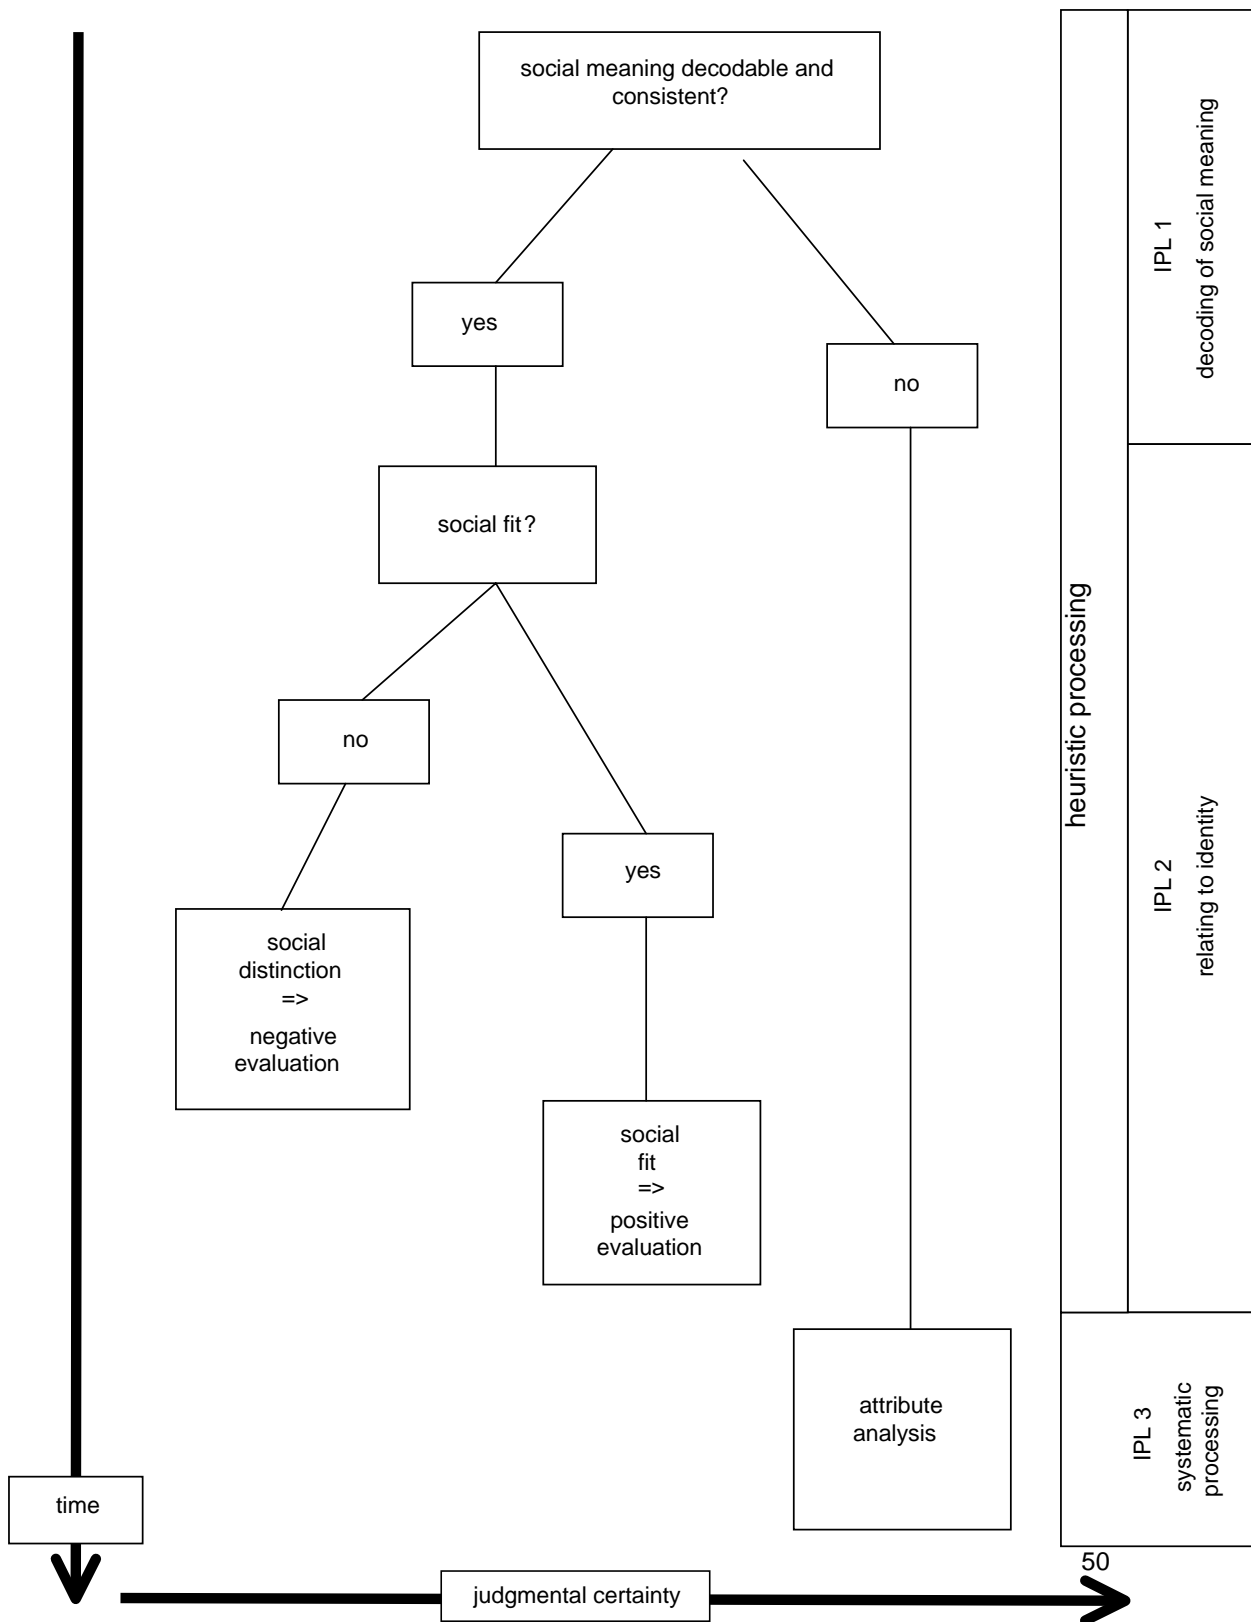 social meaning decodable and
consistent?
yes
no
social fit?
no
yes
social
distinction
=>
negative
evaluation
social
fit
=>
positive
evaluation
attribute
analysis
time
judgmental certainty
heuristic processing
IPL 1
decoding of social meaning
IPL 2
relating to identity
IPL 3
systematic
processing
50